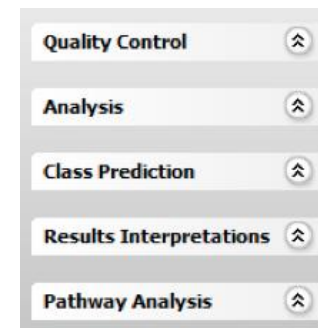 Quality Control
Analysis
Class Prediction
Results Interpretations
Pathway Analysis